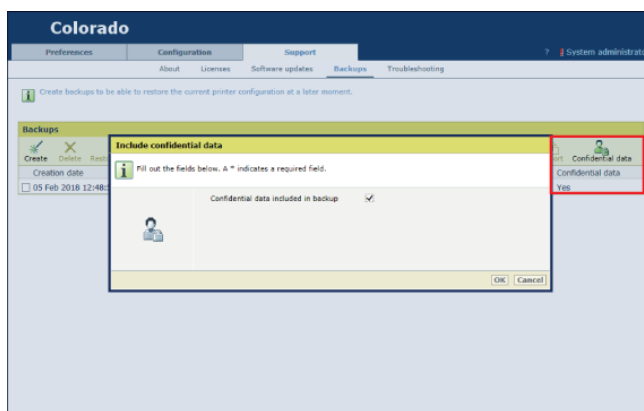 Colorado
Preferences Configuration Support ? System administrato
About Licenses Software updates Backups Troubleshooting
i Create backups to be able to restore the current printer configuration at a later moment.
Backups
Create Delete Resto ort Confidential data
Creation date Confidential data
05 Feb 2018 12:48: Yes
Include confidential data
i Fill out the fields below. A * indicates a required field.
Confidential data included in backup
OK Cancel